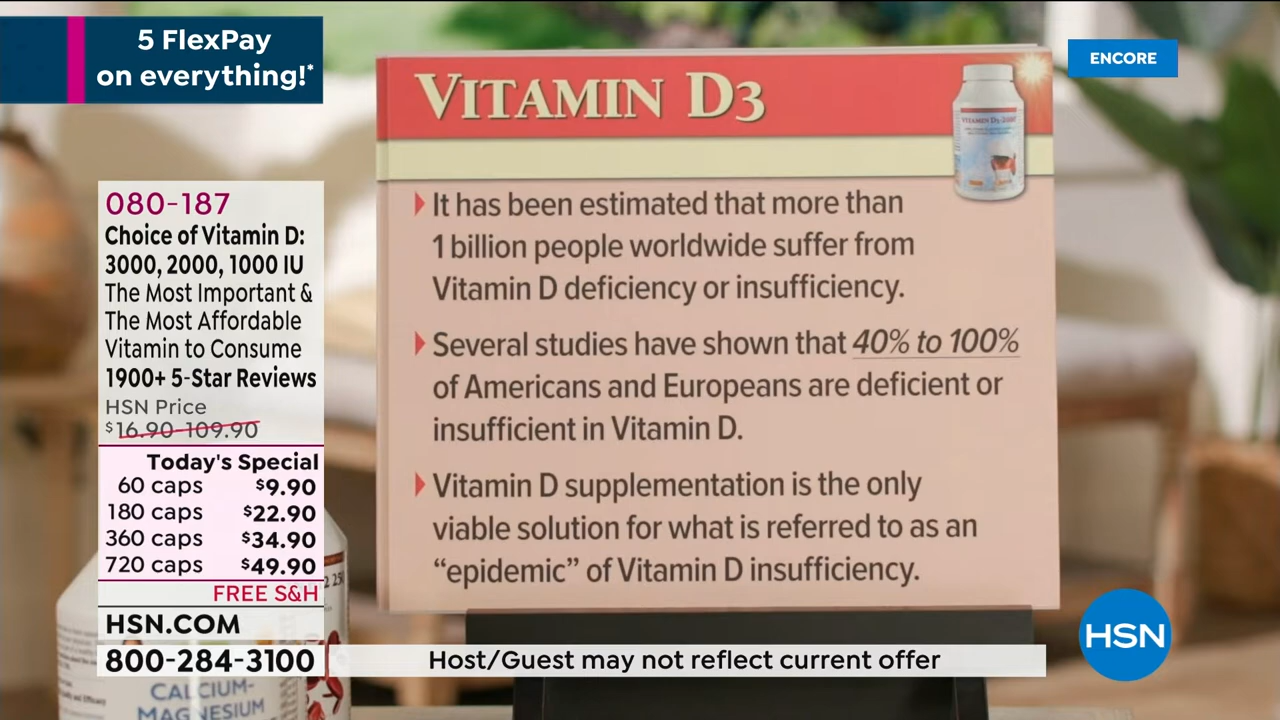 5 FlexPay
on everything!*
ENCORE
VITAMIN D3
VITAMIN D3-2000
It has been estimated that more than
1 billion people worldwide suffer from
Vitamin D deficiency or insufficiency.
Several studies have shown that 40% to 100%
of Americans and Europeans are deficient or
insufficient in Vitamin D.
Vitamin D supplementation is the only
viable solution for what is referred to as an
“epidemic” of Vitamin D insufficiency.
080-187
Choice of Vitamin D:
3000, 2000, 1000 IU
The Most Important &
The Most Affordable
Vitamin to Consume
1900+ 5-Star Reviews
HSN Price
$16.90-109.90
Today's Special
60 caps $9.90
180 caps $22.90
360 caps $34.90
720 caps $49.90
FREE S&H
HSN.COM
800-284-3100
Host/Guest may not reflect current offer
HSN
CALCIUM-
MAGNESIUM